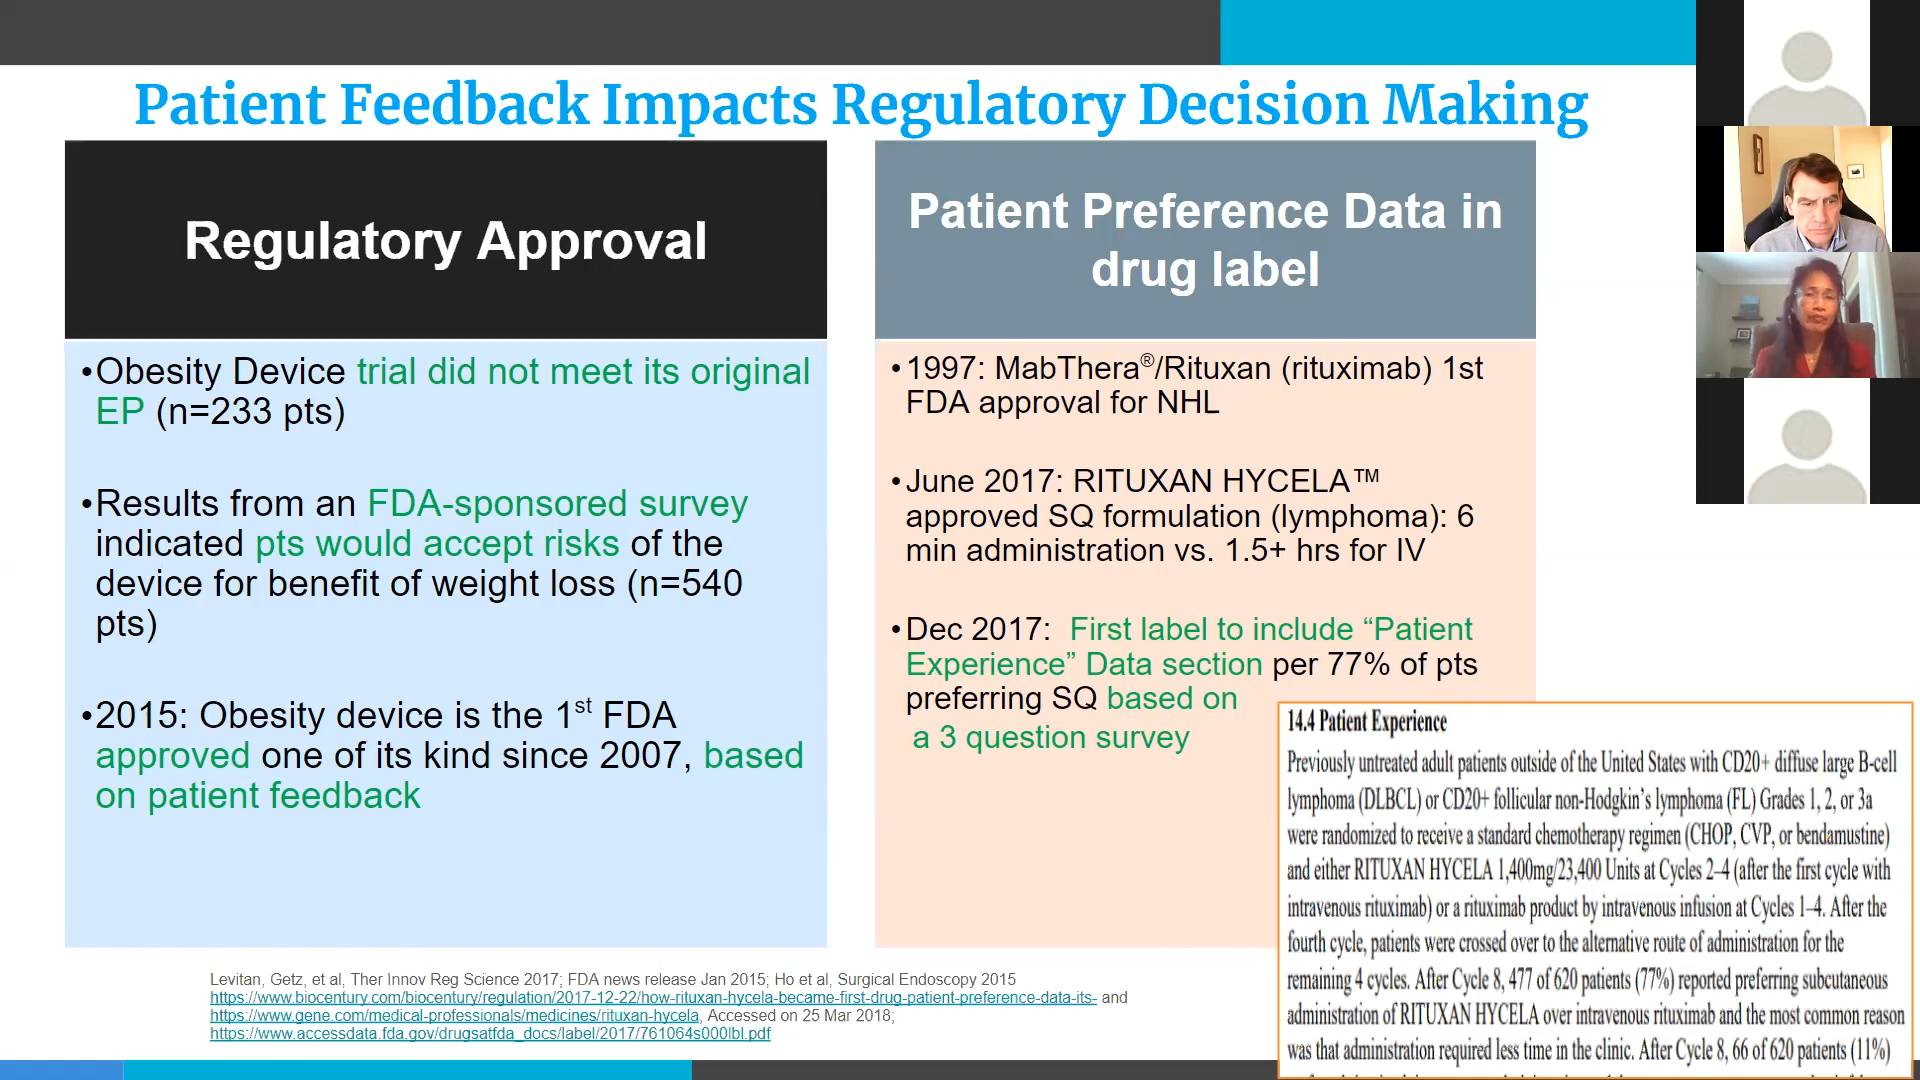 Patient Feedback Impacts Regulatory Decision Making
Regulatory Approval
•Obesity Device trial did not meet its original
EP (n=233 pts)
•Results from an FDA-sponsored survey
indicated pts would accept risks of the
device for benefit of weight loss (n=540
pts)
•2015: Obesity device is the 1st FDA
approved one of its kind since 2007, based
on patient feedback
Patient Preference Data in
drug label
•1997: MabThera®/Rituxan (rituximab) 1st
FDA approval for NHL
•June 2017: RITUXAN HYCELA™
approved SQ formulation (lymphoma): 6
min administration vs. 1.5+ hrs for IV
•Dec 2017: First label to include “Patient
Experience” Data section per 77% of pts
preferring SQ based on
a 3 question survey
14.4 Patient Experience
Previously untreated adult patients outside of the United States with CD20+ diffuse large B-cell
lymphoma (DLBCL) or CD20+ follicular non-Hodgkin’s lymphoma (FL) Grades 1, 2, or 3a
were randomized to receive a standard chemotherapy regimen (CHOP, CVP, or bendamustine)
and either RITUXAN HYCELA 1,400mg/23,400 Units at Cycles 2–4 (after the first cycle with
intravenous rituximab) or a rituximab product by intravenous infusion at Cycles 1–4. After the
fourth cycle, patients were crossed over to the alternative route of administration for the
remaining 4 cycles. After Cycle 8, 477 of 620 patients (77%) reported preferring subcutaneous
administration of RITUXAN HYCELA over intravenous rituximab and the most common reason
was that administration required less time in the clinic. After Cycle 8, 66 of 620 patients (11%)
Levitan, Getz, et al, Ther Innov Reg Science 2017; FDA news release Jan 2015; Ho et al, Surgical Endoscopy 2015
https://www.biocentury.com/biocentury/regulation/2017-12-22/how-rituxan-hycela-became-first-drug-patient-preference-data-its- and
https://www.gene.com/medical-professionals/medicines/rituxan-hycela, Accessed on 25 Mar 2018;
https://www.accessdata.fda.gov/drugsatfda_docs/label/2017/761064s000lbl.pdf